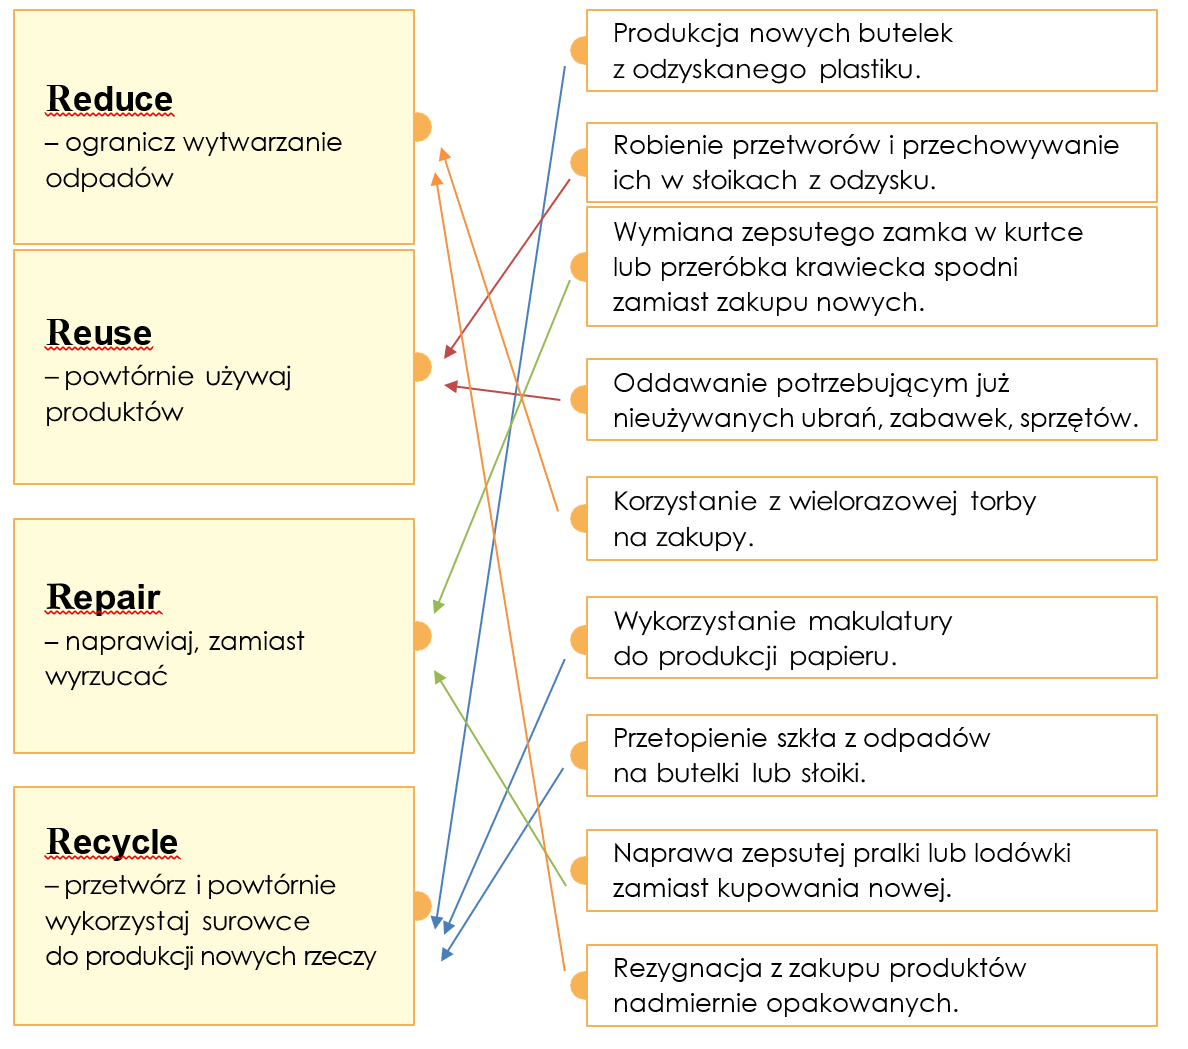 Reduce
– ogranicz wytwarzanie
odpadów
Reuse
– powtórnie używaj
produktów
Repair
– naprawiaj, zamiast
wyrzucać
Recycle
– przetwórz i powtórnie
wykorzystaj surowce
do produkcji nowych rzeczy
Produkcja nowych butelek
z odzyskanego plastiku.
Robienie przetworów i przechowywanie
ich w słoikach z odzysku.
Wymiana zepsutego zamka w kurtce
lub przeróbka krawiecka spodni
zamiast zakupu nowych.
Oddawanie potrzebującym już
nieużywanych ubrań, zabawek, sprzętów.
Korzystanie z wielorazowej torby
na zakupy.
Wykorzystanie makulatury
do produkcji papieru.
Przetopienie szkła z odpadów
na butelki lub słoiki.
Naprawa zepsutej pralki lub lodówki
zamiast kupowania nowej.
Rezygnacja z zakupu produktów
nadmiernie opakowanych.